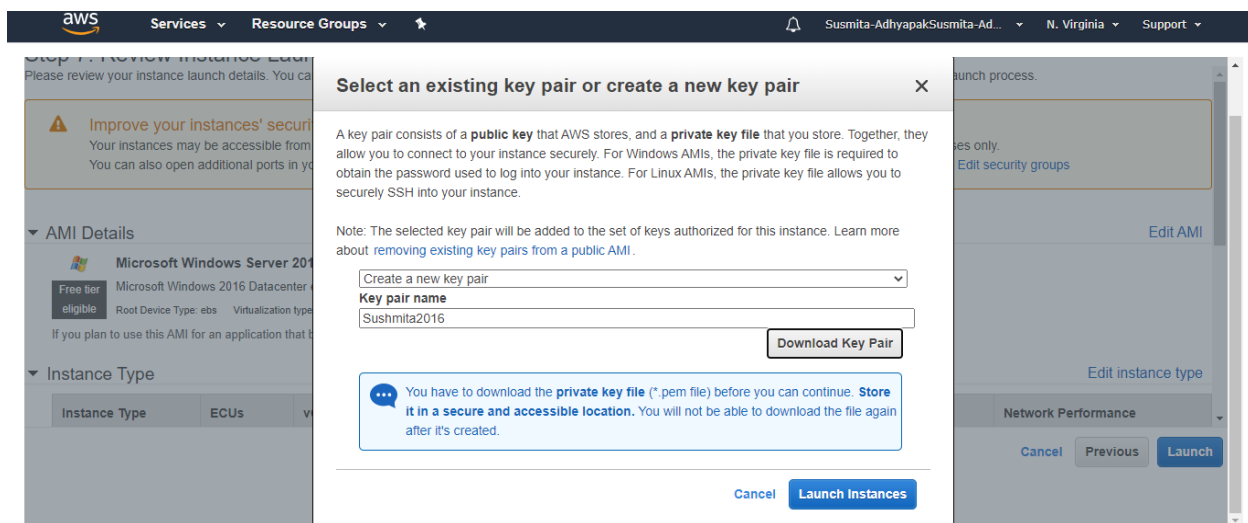 aws Services Resource Groups Susmita-AdhyapakSusmita-Ad... N. Virginia Support
Step 7: Review Instance Laun
Please review your instance launch details. You ca
aunch process.
Improve your instances' securi
Your instances may be accessible from
You can also open additional ports in yo
ses only.
Edit security groups
AMI Details
Edit AMI
Microsoft Windows Server 201
Free tier eligible
Microsoft Windows 2016 Datacenter
Root Device Type: ebs Virtualization type
If you plan to use this AMI for an application that b
Instance Type
Edit instance type
Instance Type ECUs
Network Performance
Cancel Previous Launch
Select an existing key pair or create a new key pair
A key pair consists of a public key that AWS stores, and a private key file that you store. Together, they
allow you to connect to your instance securely. For Windows AMIs, the private key file is required to
obtain the password used to log into your instance. For Linux AMIs, the private key file allows you to
securely SSH into your instance.
Note: The selected key pair will be added to the set of keys authorized for this instance. Learn more
about removing existing key pairs from a public AMI.
Create a new key pair
Key pair name
Sushmita2016
Download Key Pair
You have to download the private key file (*.pem file) before you can continue. Store
it in a secure and accessible location. You will not be able to download the file again
after it's created.
Cancel Launch Instances